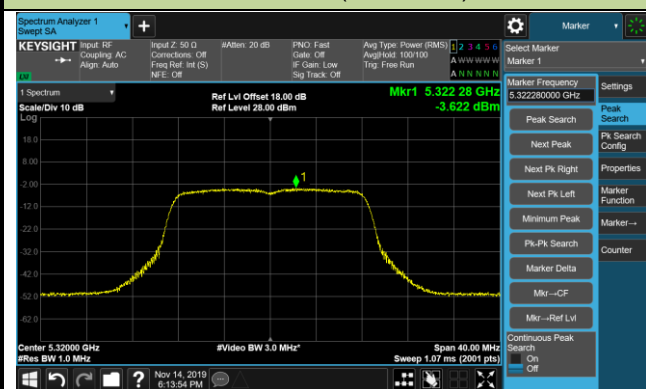 Spectrum Analyzer 1
Swept SA
+
Marker
KEYSIGHT
Input: RF
Coupling: AC
Align: Auto
Input Z: 50 Ω
Corrections: Off
Freq Ref: Int (S)
NFE: Off
#Atten: 20 dB
PNO: Fast
Gate: Off
IF Gain: Low
Sig Track: Off
Avg Type: Power (RMS)
Avg|Hold: 100/100
Trig: Free Run
1 2 3 4 5 6
A W W W W W
A N N N N N
Select Marker
Marker 1
1 Spectrum
Scale/Div 10 dB
Log
Ref Lvl Offset 18.00 dB
Ref Level 28.00 dBm
Mkr1 5.322 28 GHz
-3.622 dBm
18.0
8.00
-2.00
-12.0
-22.0
-32.0
-42.0
-52.0
-62.0
1
Center 5.32000 GHz
#Res BW 1.0 MHz
#Video BW 3.0 MHz*
Span 40.00 MHz
Sweep 1.07 ms (2001 pts)
Marker Frequency
5.322280000 GHz
Peak Search
Next Peak
Next Pk Right
Next Pk Left
Minimum Peak
Pk-Pk Search
Marker Delta
Mkr→CF
Mkr→Ref Lvl
Continuous Peak
Search
On
Off
Settings
Peak
Search
Pk Search
Config
Properties
Marker
Function
Marker→
Counter
?
Nov 14, 2019
6:13:54 PM